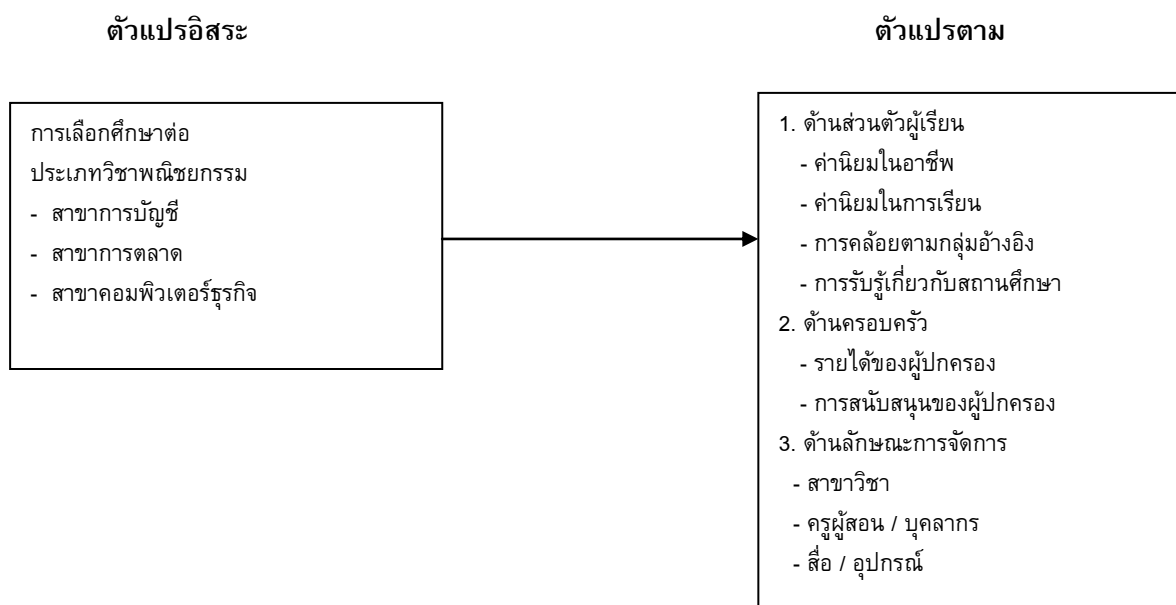 ตัวแปรอิสระ
ตัวแปรตาม
การเลือกศึกษาต่อ
ประเภทวิชาพณิชยกรรม
- สาขาการบัญชี
- สาขาการตลาด
- สาขาคอมพิวเตอร์ธุรกิจ
1. ด้านส่วนตัวผู้เรียน
- ค่านิยมในอาชีพ
- ค่านิยมในการเรียน
- การคล้อยตามกลุ่มอ้างอิง
- การรับรู้เกี่ยวกับสถานศึกษา
2. ด้านครอบครัว
- รายได้ของผู้ปกครอง
- การสนับสนุนของผู้ปกครอง
3. ด้านลักษณะการจัดการ
- สาขาวิชา
- ครูผู้สอน / บุคลากร
- สื่อ / อุปกรณ์